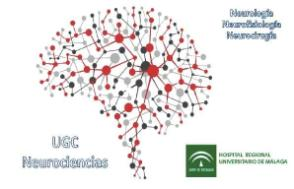 Neurología
Neurofisiología
Neurocirugía
UGC
Neurociencias
HOSPITAL REGIONAL
UNIVERSITARIO DE MÁLAGA